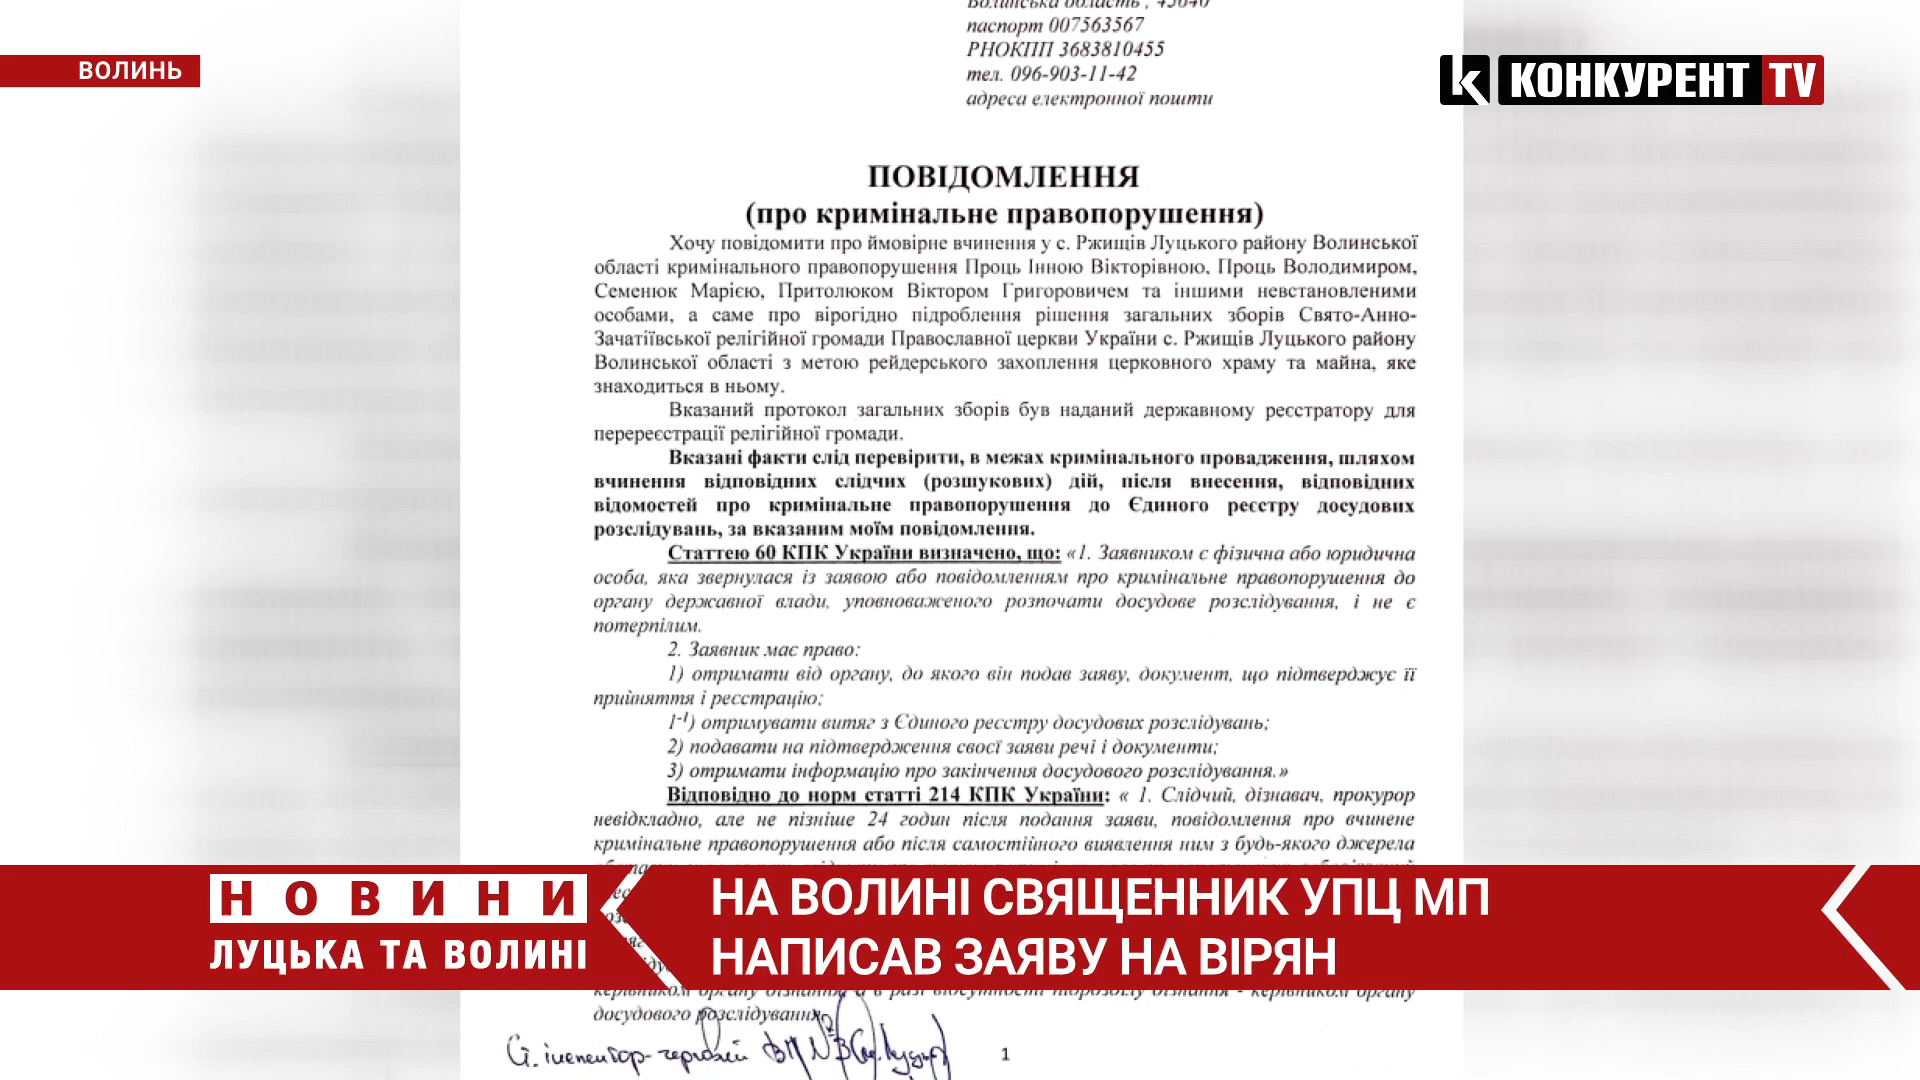 Волинська область , 45640
паспорт 007563567
РНОКПП 3683810455
тел. 096-903-11-42
адреса електронної пошти
ВОЛИНЬ
КОНКУРЕНТ TV
ПОВІДОМЛЕННЯ
(про кримінальне правопорушення)
Хочу повідомити про ймовірне вчинення у с. Ржищів Луцького району Волинської
області кримінального правопорушення Проць Інною Вікторівною, Проць Володимиром,
Семенюк Марією, Притолюком Віктором Григоровичем та іншими невстановленими
особами, а саме про вірогідно підроблення рішення загальних зборів Свято-Анно-
Зачатіївської релігійної громади Православної церкви України с. Ржищів Луцького району
Волинської області з метою рейдерського захоплення церковного храму та майна, яке
знаходиться в ньому.
Вказаний протокол загальних зборів був наданий державному реєстратору для
перереєстрації релігійної громади.
Вказані факти слід перевірити, в межах кримінального провадження, шляхом
вчинення відповідних слідчих (розшукових) дій, після внесення, відповідних
відомостей про кримінальне правопорушення до Єдиного реєстру досудових
розслідувань, за вказаним моїм повідомлення.
Статтею 60 КПК України визначено, що: «1. Заявником є фізична або юридична
особа, яка звернулася із заявою або повідомленням про кримінальне правопорушення до
органу державної влади, уповноваженого розпочати досудове розслідування, і не є
потерпілим.
2. Заявник має право:
1) отримати від органу, до якого він подав заяву, документ, що підтверджує її
прийняття і реєстрацію;
1-1) отримувати витяг з Єдиного реєстру досудових розслідувань;
2) подавати на підтвердження своєї заяви речі і документи;
3) отримати інформацію про закінчення досудового розслідування.»
Відповідно до норм статті 214 КПК України: « 1. Слідчий, дізнавач, прокурор
невідкладно, але не пізніше 24 годин після подання заяви, повідомлення про вчинене
кримінальне правопорушення або після самостійного виявлення ним з будь-якого джерела
НОВИНИ
ЛУЦЬКА ТА ВОЛИНІ
НА ВОЛИНІ СВЯЩЕННИК УПЦ МП
НАПИСАВ ЗАЯВУ НА ВІРЯН
керівником органу дізнання, а в разі відсутності підрозділу дізнання - керівником органу
досудового розслідування.
1